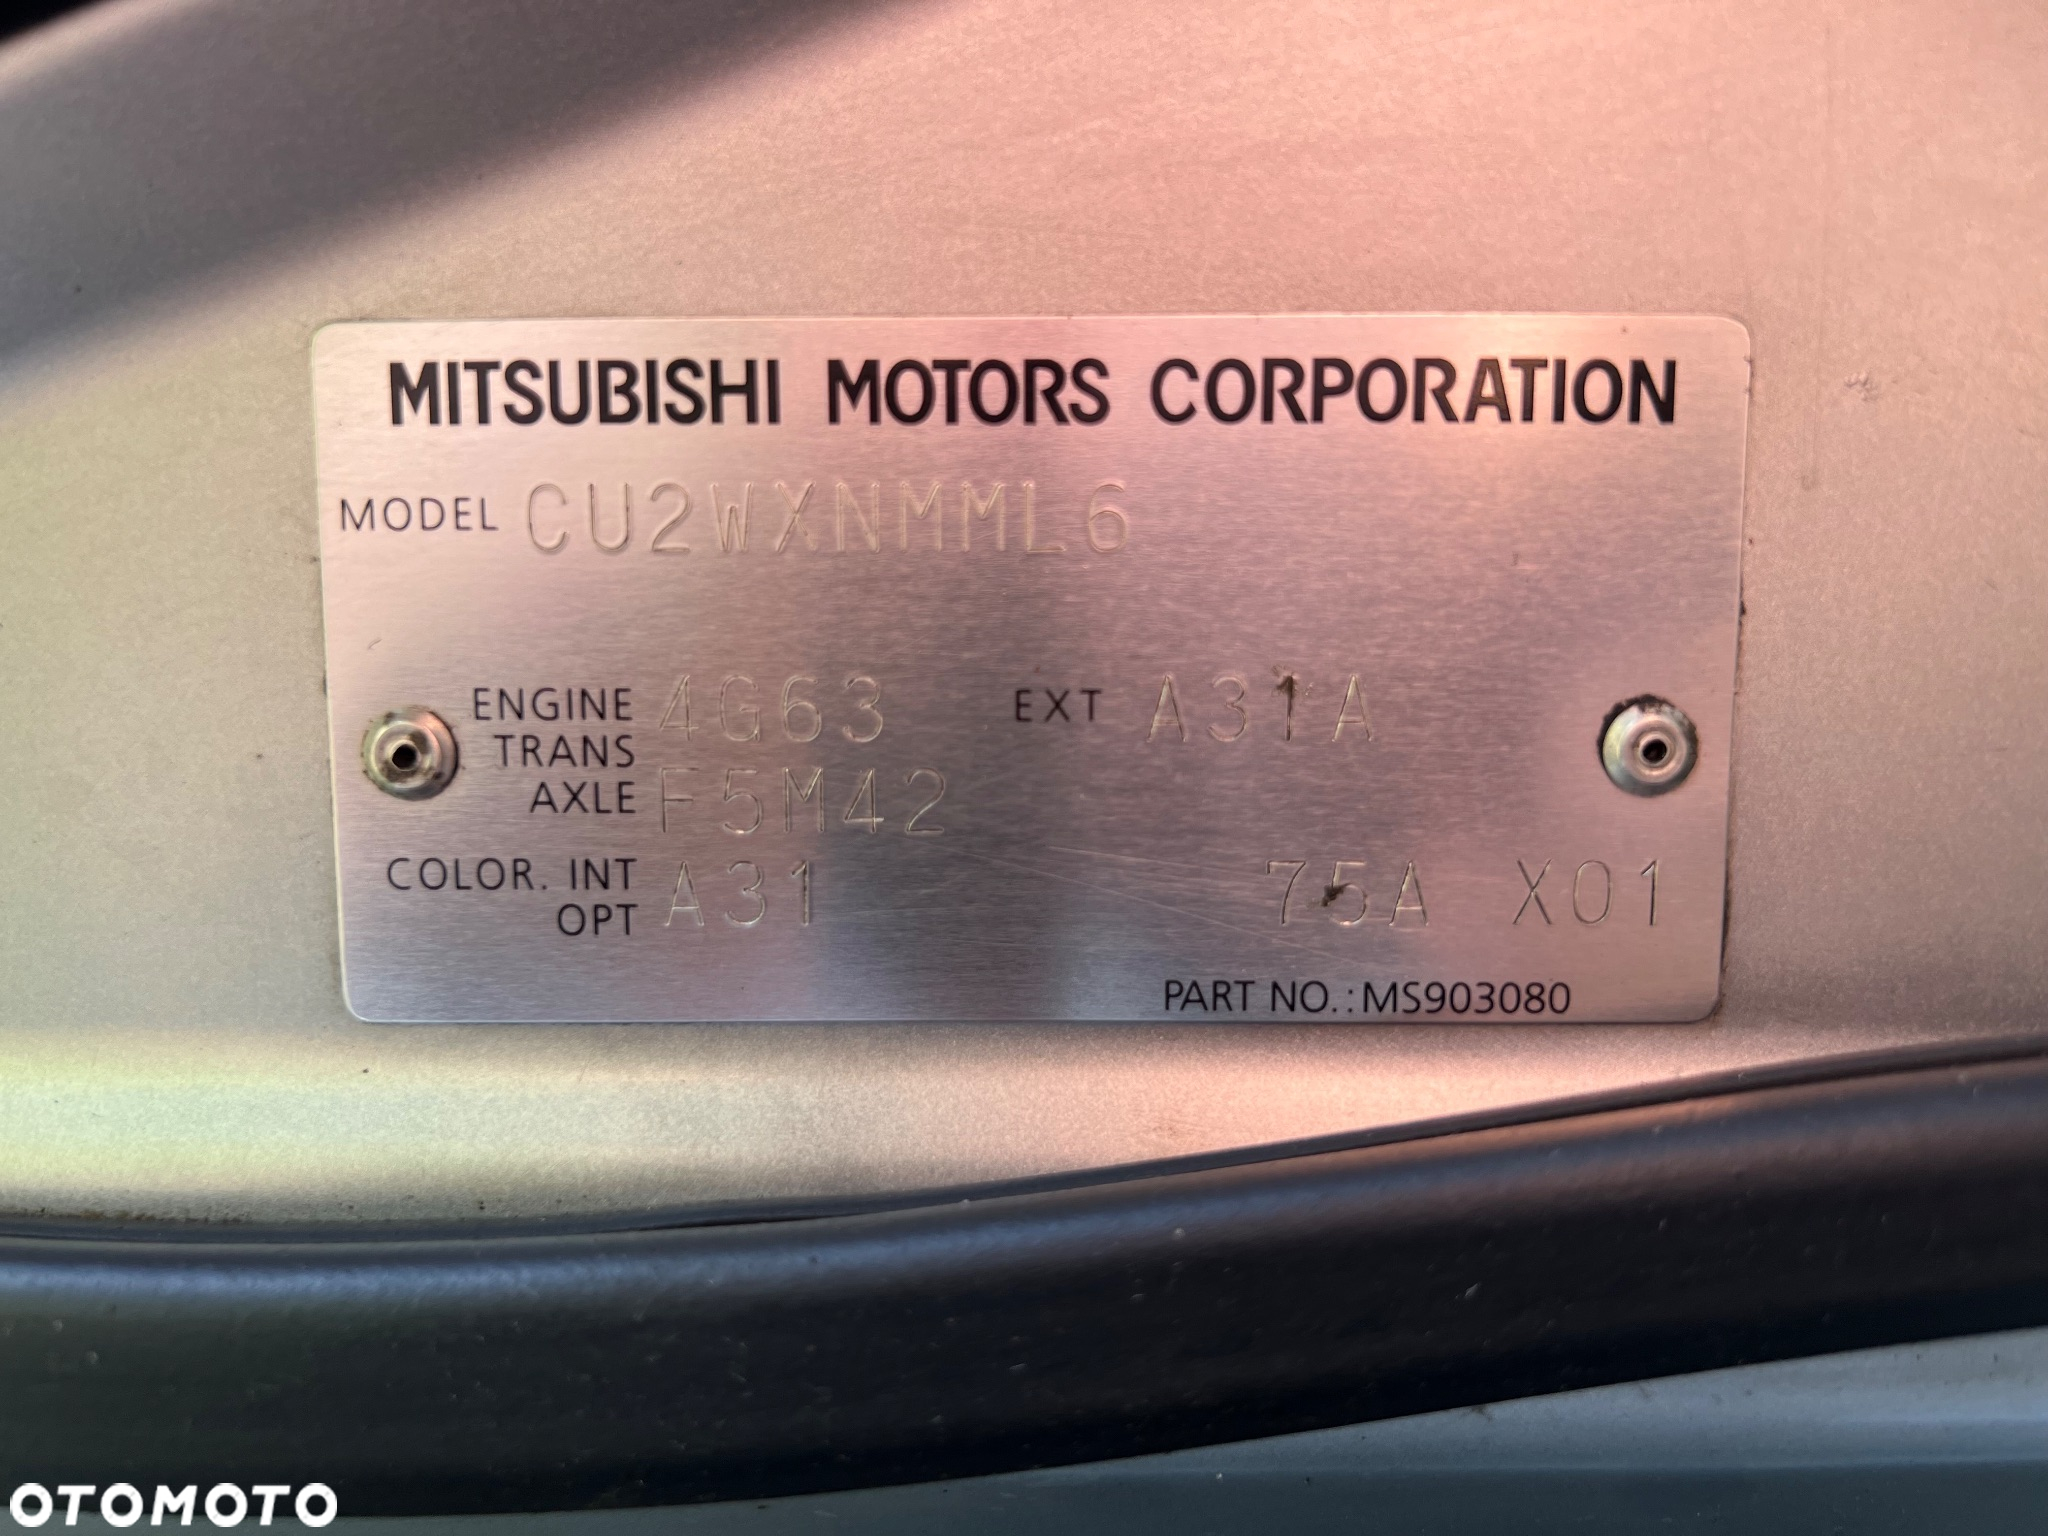 MITSUBISHI MOTORS CORPORATION
MODEL CU2WXNMML6
ENGINE 4G63 EXT A31A
TRANS
AXLE F5M42
COLOR. INT A31 75A X01
OPT
PART NO.:MS903080
OTOMOTO